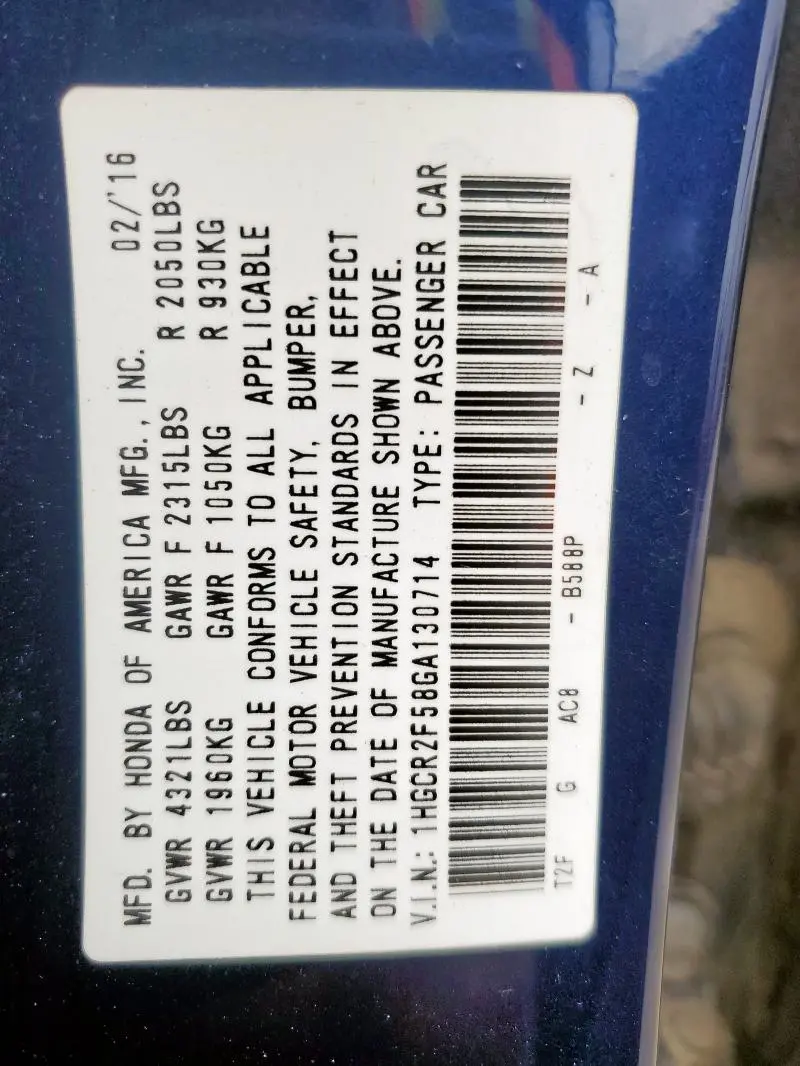 MFD. BY HONDA OF AMERICA MFG., INC. 02/'16
GVWR 4321LBS GAWR F 2315LBS R 2050LBS
GVWR 1960KG GAWR F 1050KG R 930KG
THIS VEHICLE CONFORMS TO ALL APPLICABLE
FEDERAL MOTOR VEHICLE SAFETY, BUMPER,
AND THEFT PREVENTION STANDARDS IN EFFECT
ON THE DATE OF MANUFACTURE SHOWN ABOVE.
V.I.N.: 1HGCR2F58GA130714 TYPE: PASSENGER CAR
T2F G AC8 - B588P - Z - A